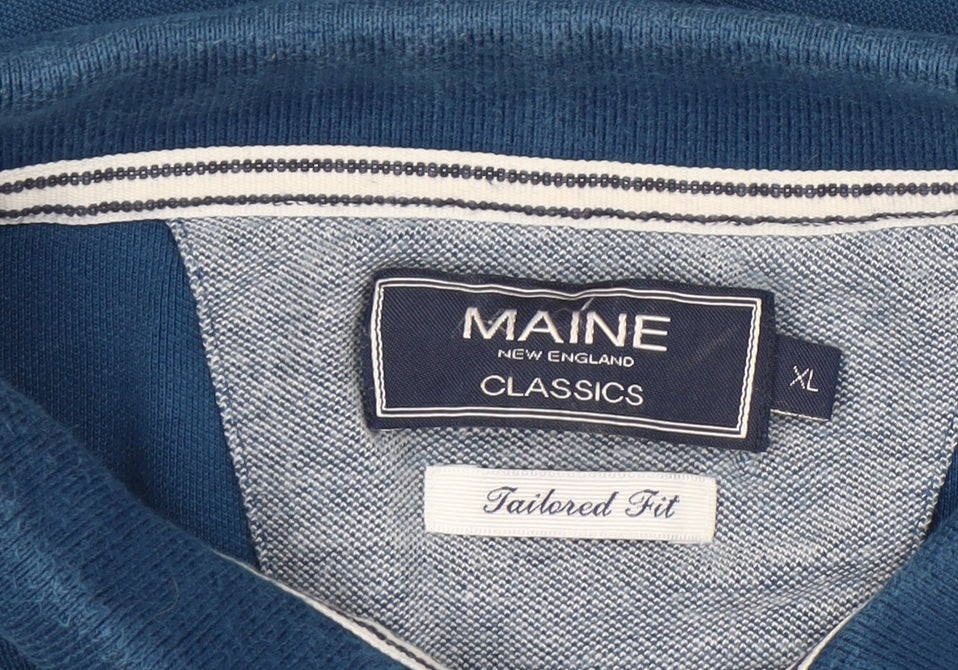 MAINE
NEW ENGLAND
CLASSICS
XL
Tailored Fit